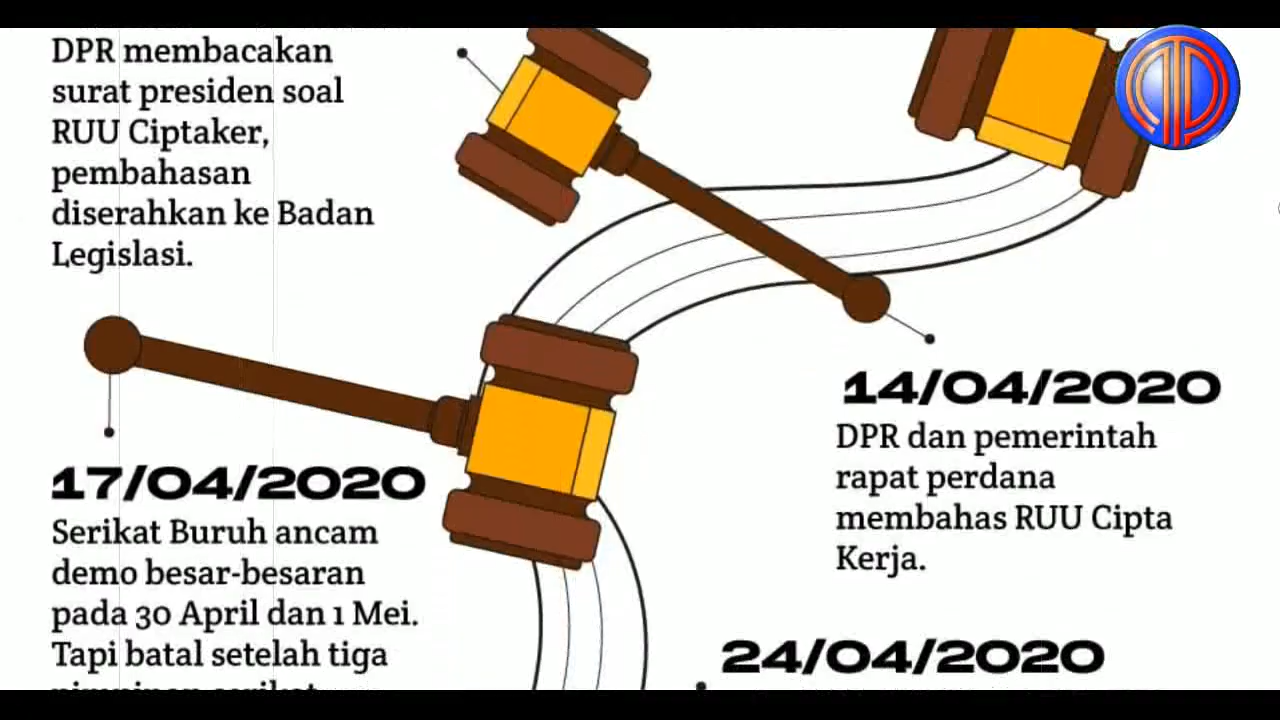 DPR membacakan
surat presiden soal
RUU Ciptaker,
pembahasan
diserahkan ke Badan
Legislasi.
14/04/2020
DPR dan pemerintah
rapat perdana
membahas RUU Cipta
Kerja.
17/04/2020
Serikat Buruh ancam
demo besar-besaran
pada 30 April dan 1 Mei.
Tapi batal setelah tiga
24/04/2020